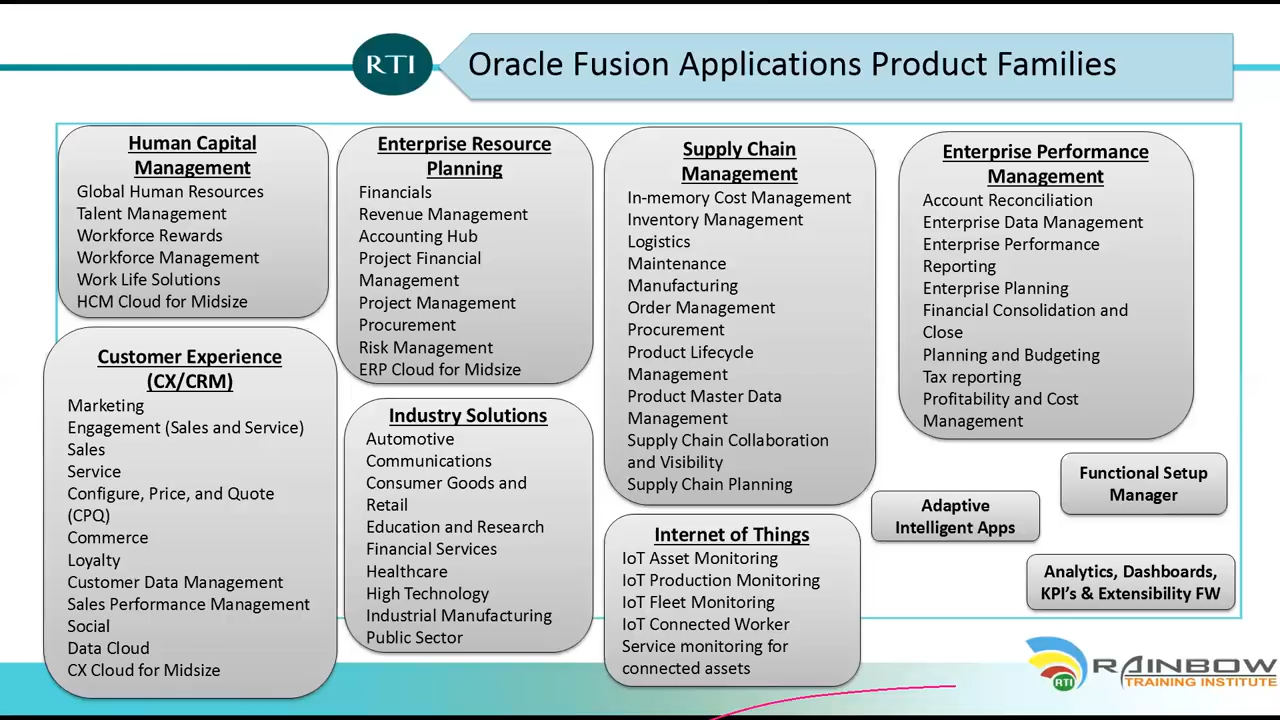 RTI
Oracle Fusion Applications Product Families
Human Capital
Management
Global Human Resources
Talent Management
Workforce Rewards
Workforce Management
Work Life Solutions
HCM Cloud for Midsize
Customer Experience
(CX/CRM)
Marketing
Engagement (Sales and Service)
Sales
Service
Configure, Price, and Quote
(CPQ)
Commerce
Loyalty
Customer Data Management
Sales Performance Management
Social
Data Cloud
CX Cloud for Midsize
Enterprise Resource
Planning
Financials
Revenue Management
Accounting Hub
Project Financial
Management
Project Management
Procurement
Risk Management
ERP Cloud for Midsize
Industry Solutions
Automotive
Communications
Consumer Goods and
Retail
Education and Research
Financial Services
Healthcare
High Technology
Industrial Manufacturing
Public Sector
Supply Chain
Management
In-memory Cost Management
Inventory Management
Logistics
Maintenance
Manufacturing
Order Management
Procurement
Product Lifecycle
Management
Product Master Data
Management
Supply Chain Collaboration
and Visibility
Supply Chain Planning
Internet of Things
IoT Asset Monitoring
IoT Production Monitoring
IoT Fleet Monitoring
IoT Connected Worker
Service monitoring for
connected assets
Enterprise Performance
Management
Account Reconciliation
Enterprise Data Management
Enterprise Performance
Reporting
Enterprise Planning
Financial Consolidation and
Close
Planning and Budgeting
Tax reporting
Profitability and Cost
Management
Functional Setup
Manager
Adaptive
Intelligent Apps
Analytics, Dashboards,
KPI's & Extensibility FW
RTI
RAINBOW
TRAINING INSTITUTE